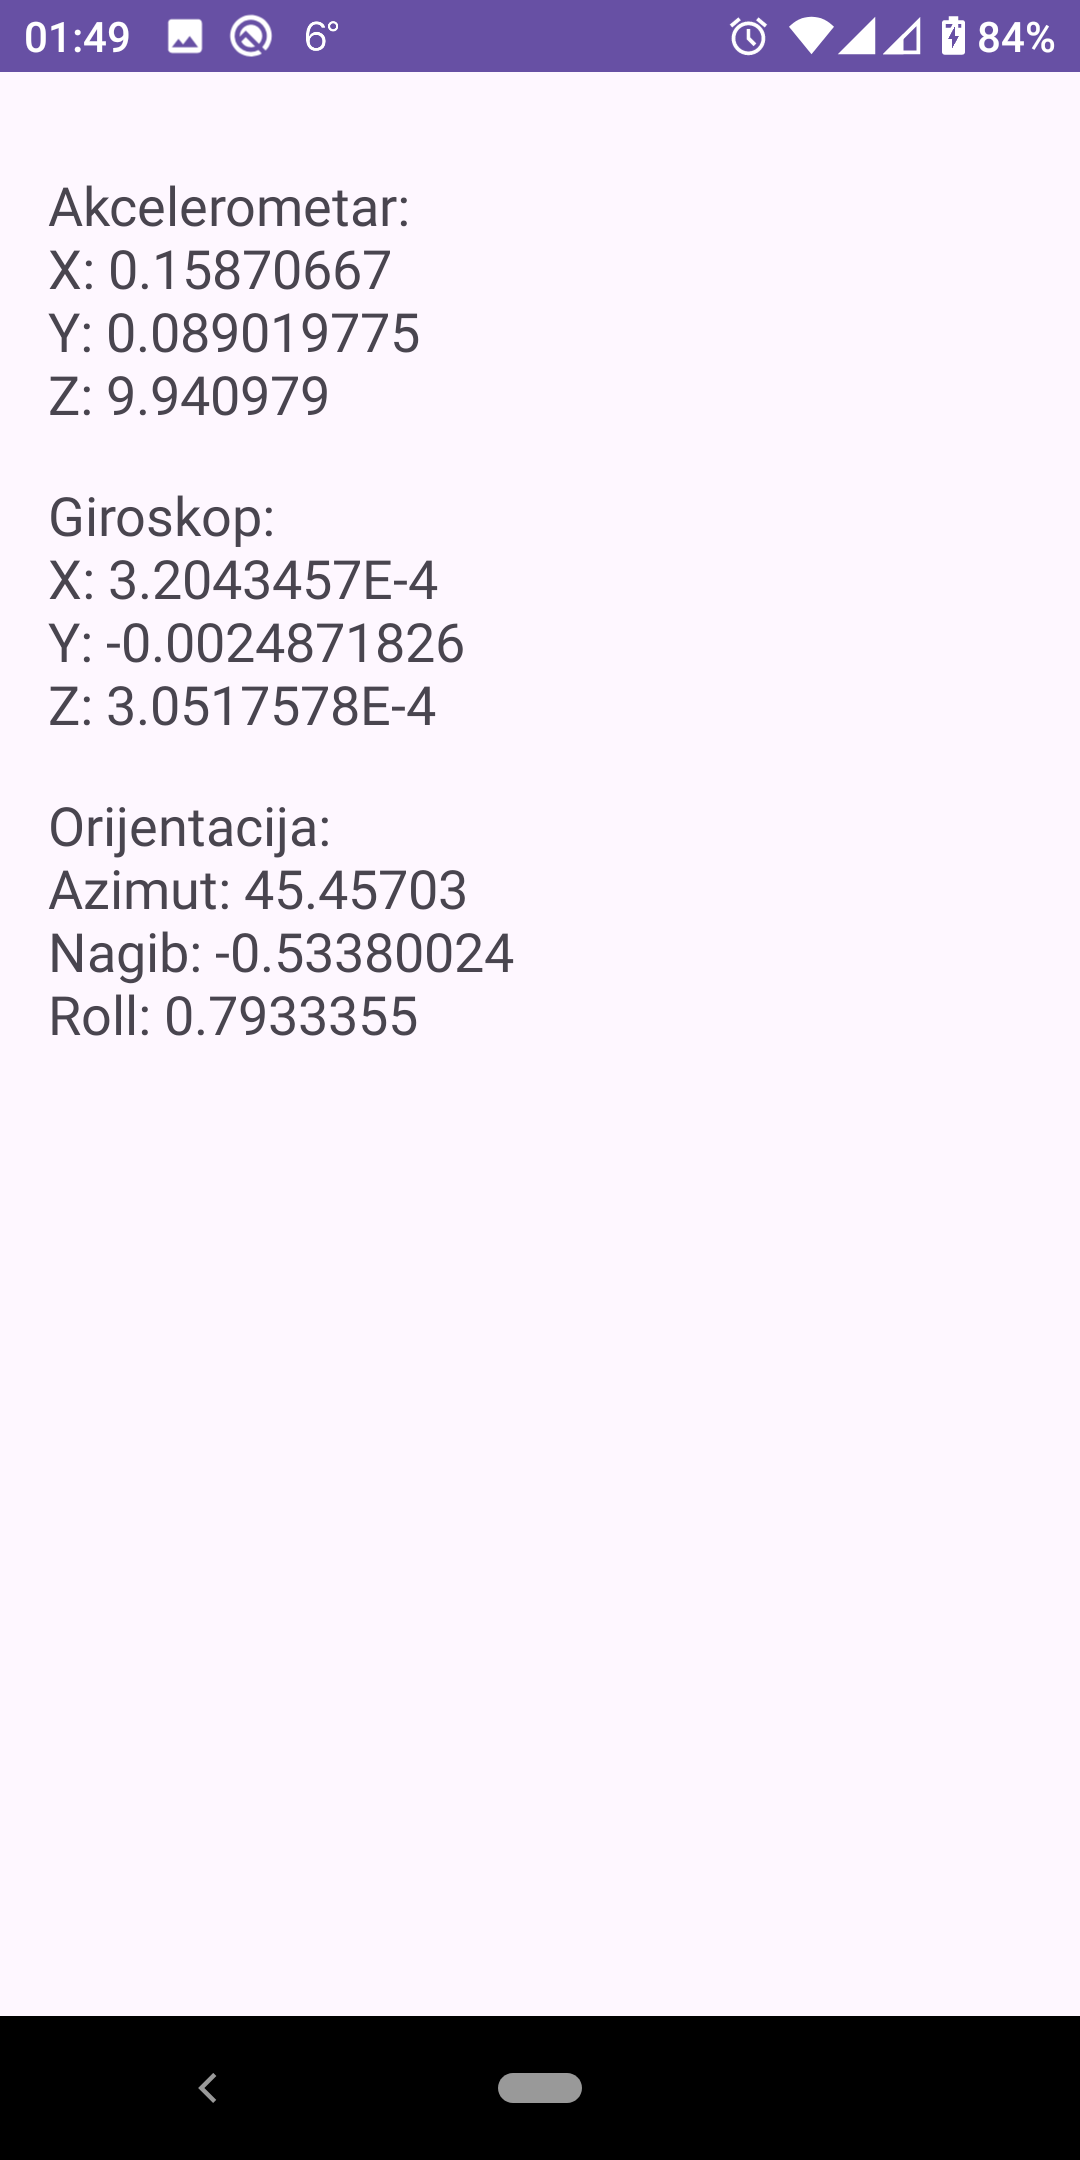 01:49 6° 84%
Akcelerometar:
X: 0.15870667
Y: 0.089019775
Z: 9.940979
Giroskop:
X: 3.2043457E-4
Y: -0.0024871826
Z: 3.0517578E-4
Orijentacija:
Azimut: 45.45703
Nagib: -0.53380024
Roll: 0.7933355